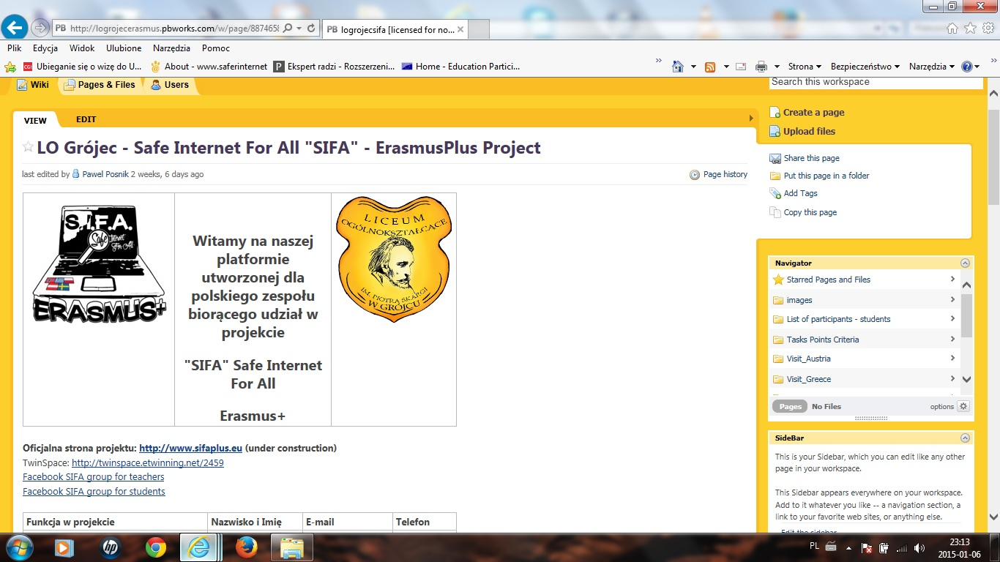 http://logrojecerasmus.pbworks.com/w/page/8874658
PB logrojecsifa [licensed for no...
Plik Edycja Widok Ulubione Narzędzia Pomoc
Ubieganie się o wizę do U... About - www.saferinternet Ekspert radzi - Rozszerzeni... Home - Education Partici... » Strona Bezpieczeństwo Narzędzia »
Wiki Pages & Files Users
Search this workspace
VIEW EDIT
Create a page
Upload files
LO Grójec - Safe Internet For All "SIFA" - ErasmusPlus Project
last edited by Pawel Posnik 2 weeks, 6 days ago
Page history
Share this page
Put this page in a folder
Add Tags
Copy this page
S.I.F.A.
Safe Internet For All
ERASMUS+
Witamy na naszej
platformie
utworzonej dla
polskiego zespołu
biorącego udział w
projekcie
"SIFA" Safe Internet
For All
Erasmus+
LICEUM
OGÓLNOKSZTAŁCĄCE
IM. PIOTRA SKARGI
W GRÓJCU
Navigator
Starred Pages and Files
images
List of participants - students
Tasks Points Criteria
Visit_Austria
Visit_Greece
Pages No Files options
SideBar
This is your Sidebar, which you can edit like any other
page in your workspace.
This Sidebar appears everywhere on your workspace.
Add to it whatever you like -- a navigation section, a
link to your favorite web sites, or anything else.
Edit the sidebar
Oficjalna strona projektu: http://www.sifaplus.eu (under construction)
TwinSpace: http://twinspace.etwinning.net/2459
Facebook SIFA group for teachers
Facebook SIFA group for students
Funkcja w projekcie Nazwisko i Imię E-mail Telefon
PL
23:13
2015-01-06